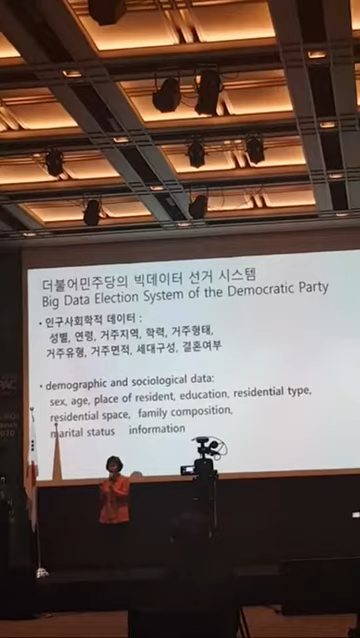 더불어민주당의 빅데이터 선거 시스템
Big Data Election System of the Democratic Party
• 인구사회학적 데이터 :
성별, 연령, 거주지역, 학력, 거주형태,
거주유형, 거주면적, 세대구성, 결혼여부
• demographic and sociological data:
sex, age, place of resident, education, residential type,
residential space, family composition,
marital status information
PAC